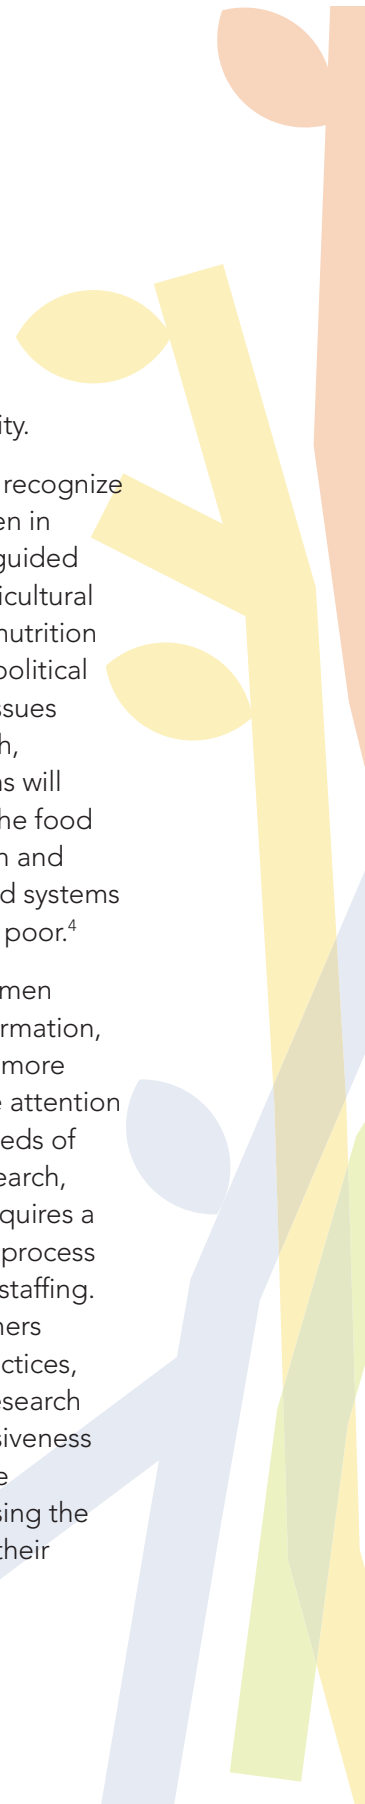 ity.
recognize
en in
guided
icultural
nutrition
political
ssues
h,
ns will
he food
n and
d systems
poor.4
men
rmation,
more
e attention
eds of
earch,
quires a
process
staffing.
ners
ctices,
esearch
siveness
e
sing the
their